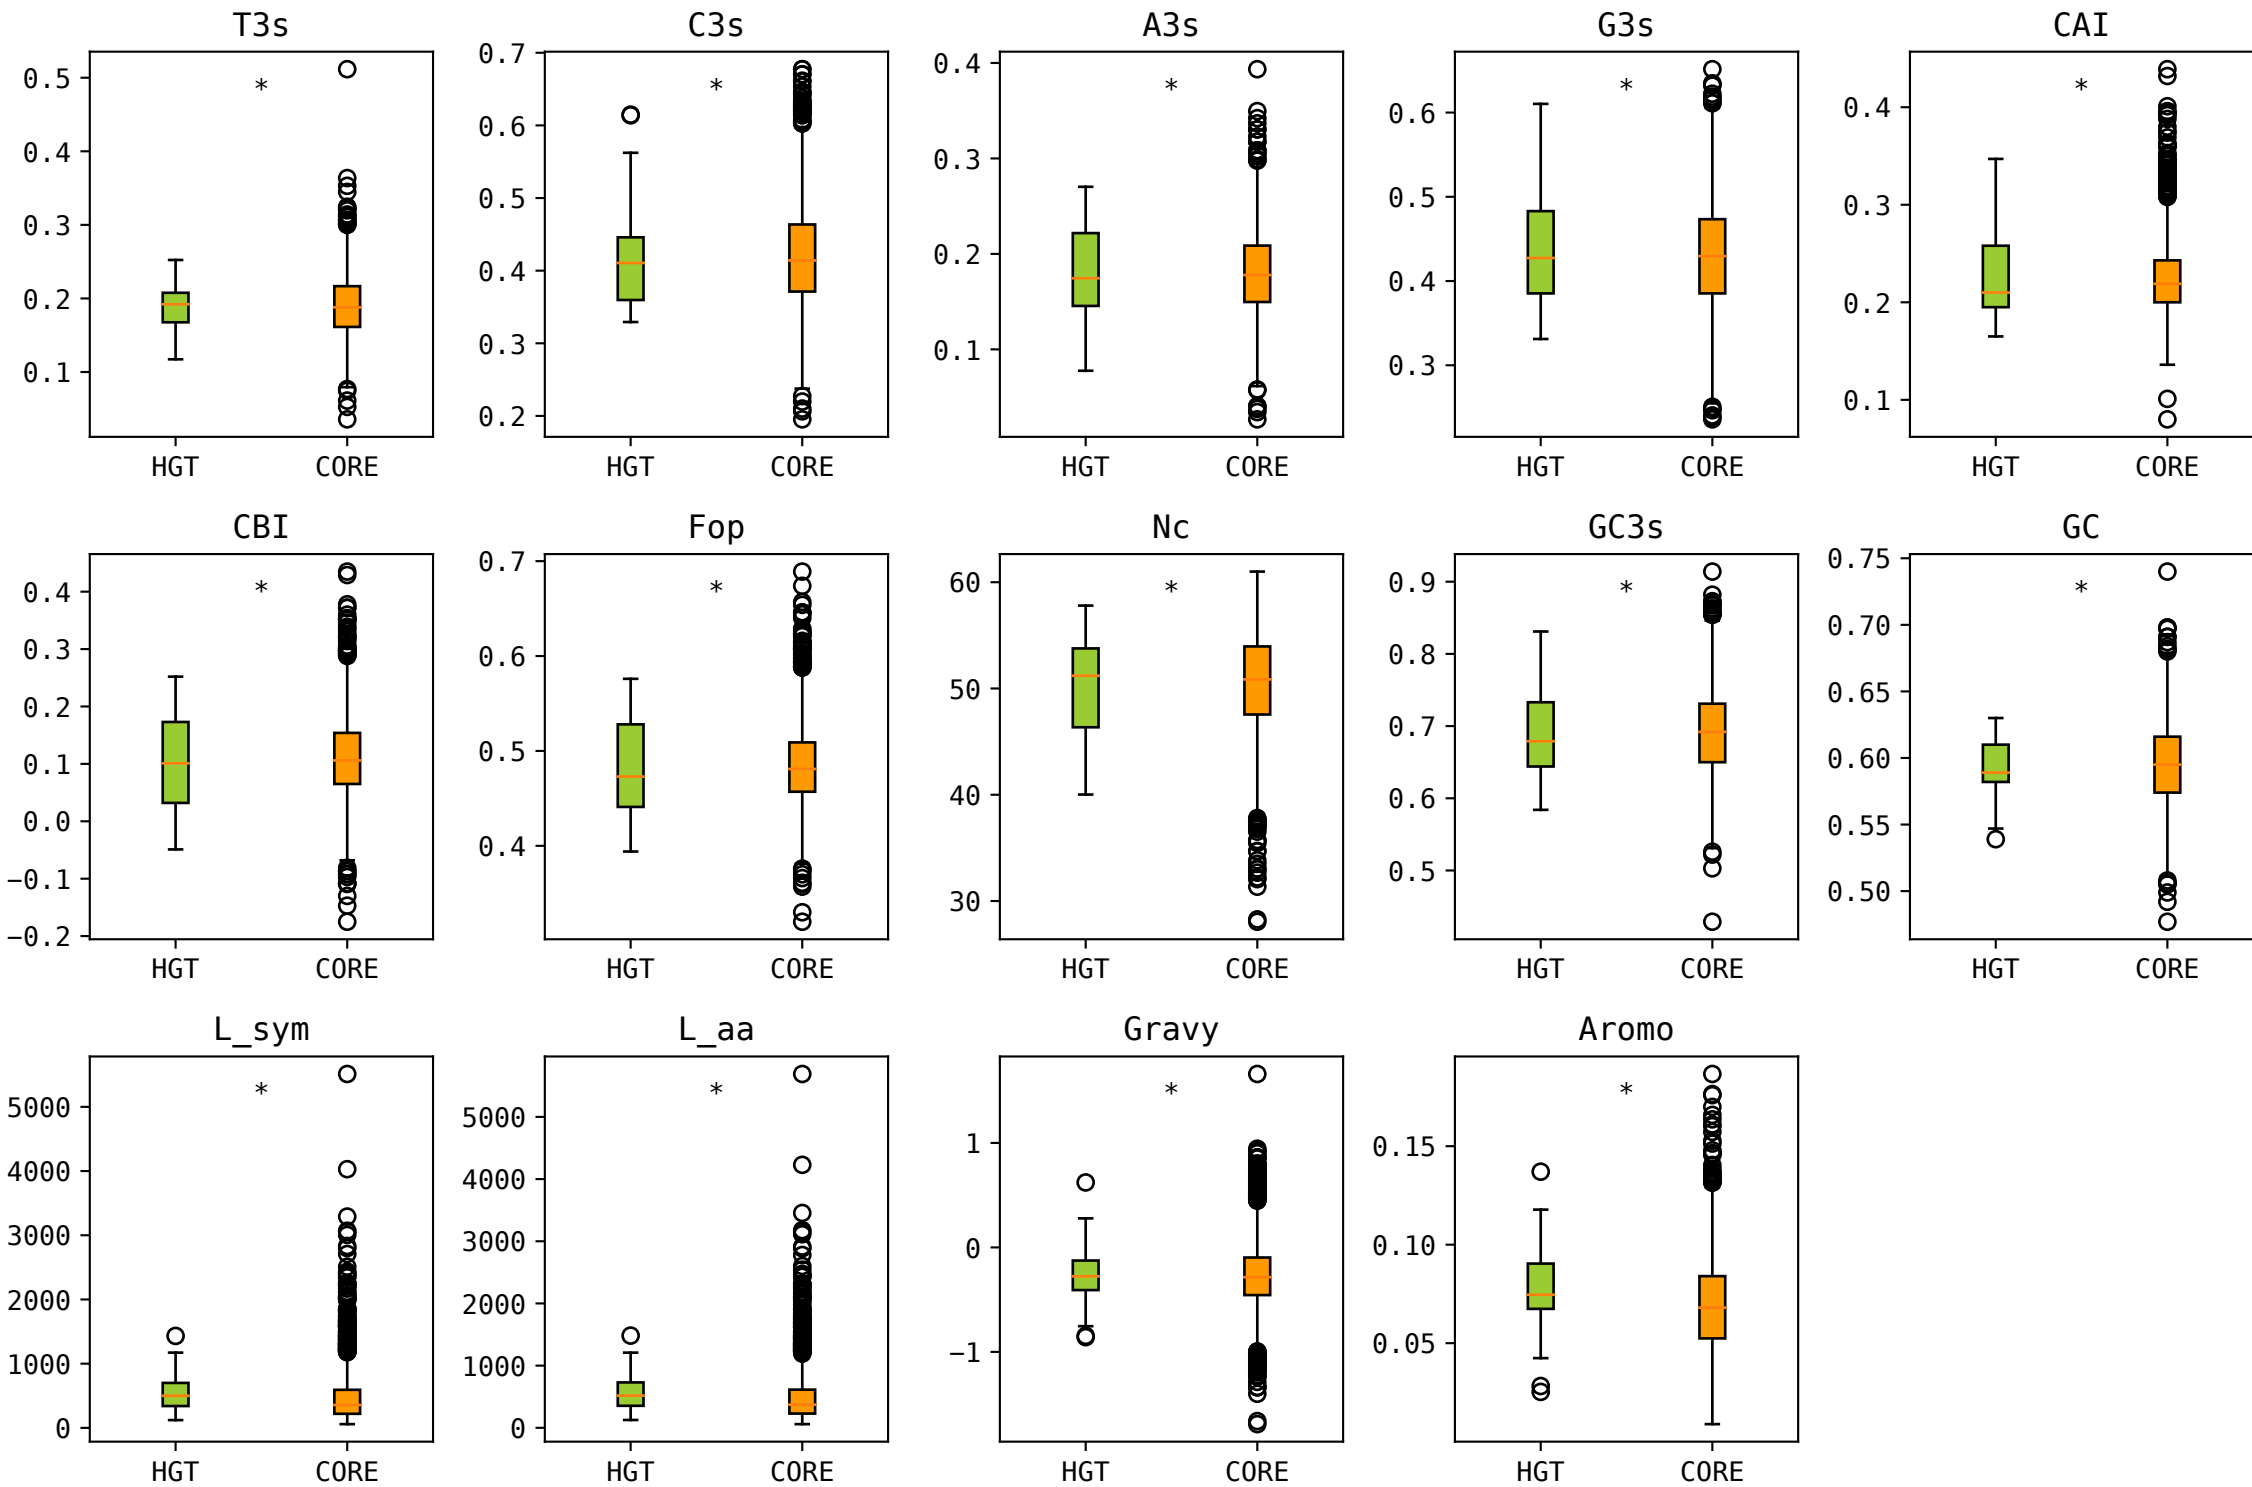 T3s C3s A3s G3s CAI
0.5 0.4 0.3 0.2 0.1
*
HGT CORE
0.7 0.6 0.5 0.4 0.3 0.2
*
HGT CORE
0.4 0.3 0.2 0.1
*
HGT CORE
0.6 0.5 0.4 0.3
*
HGT CORE
0.4 0.3 0.2 0.1
*
HGT CORE
CBI Fop Nc GC3s GC
0.4 0.3 0.2 0.1 0.0 −0.1 −0.2
*
HGT CORE
0.7 0.6 0.5 0.4
*
HGT CORE
60 50 40 30
*
HGT CORE
0.9 0.8 0.7 0.6 0.5
*
HGT CORE
0.75 0.70 0.65 0.60 0.55 0.50
*
HGT CORE
L_sym L_aa Gravy Aromo
5000 4000 3000 2000 1000 0
*
HGT CORE
5000 4000 3000 2000 1000 0
*
HGT CORE
1 0 −1
*
HGT CORE
0.15 0.10 0.05
*
HGT CORE